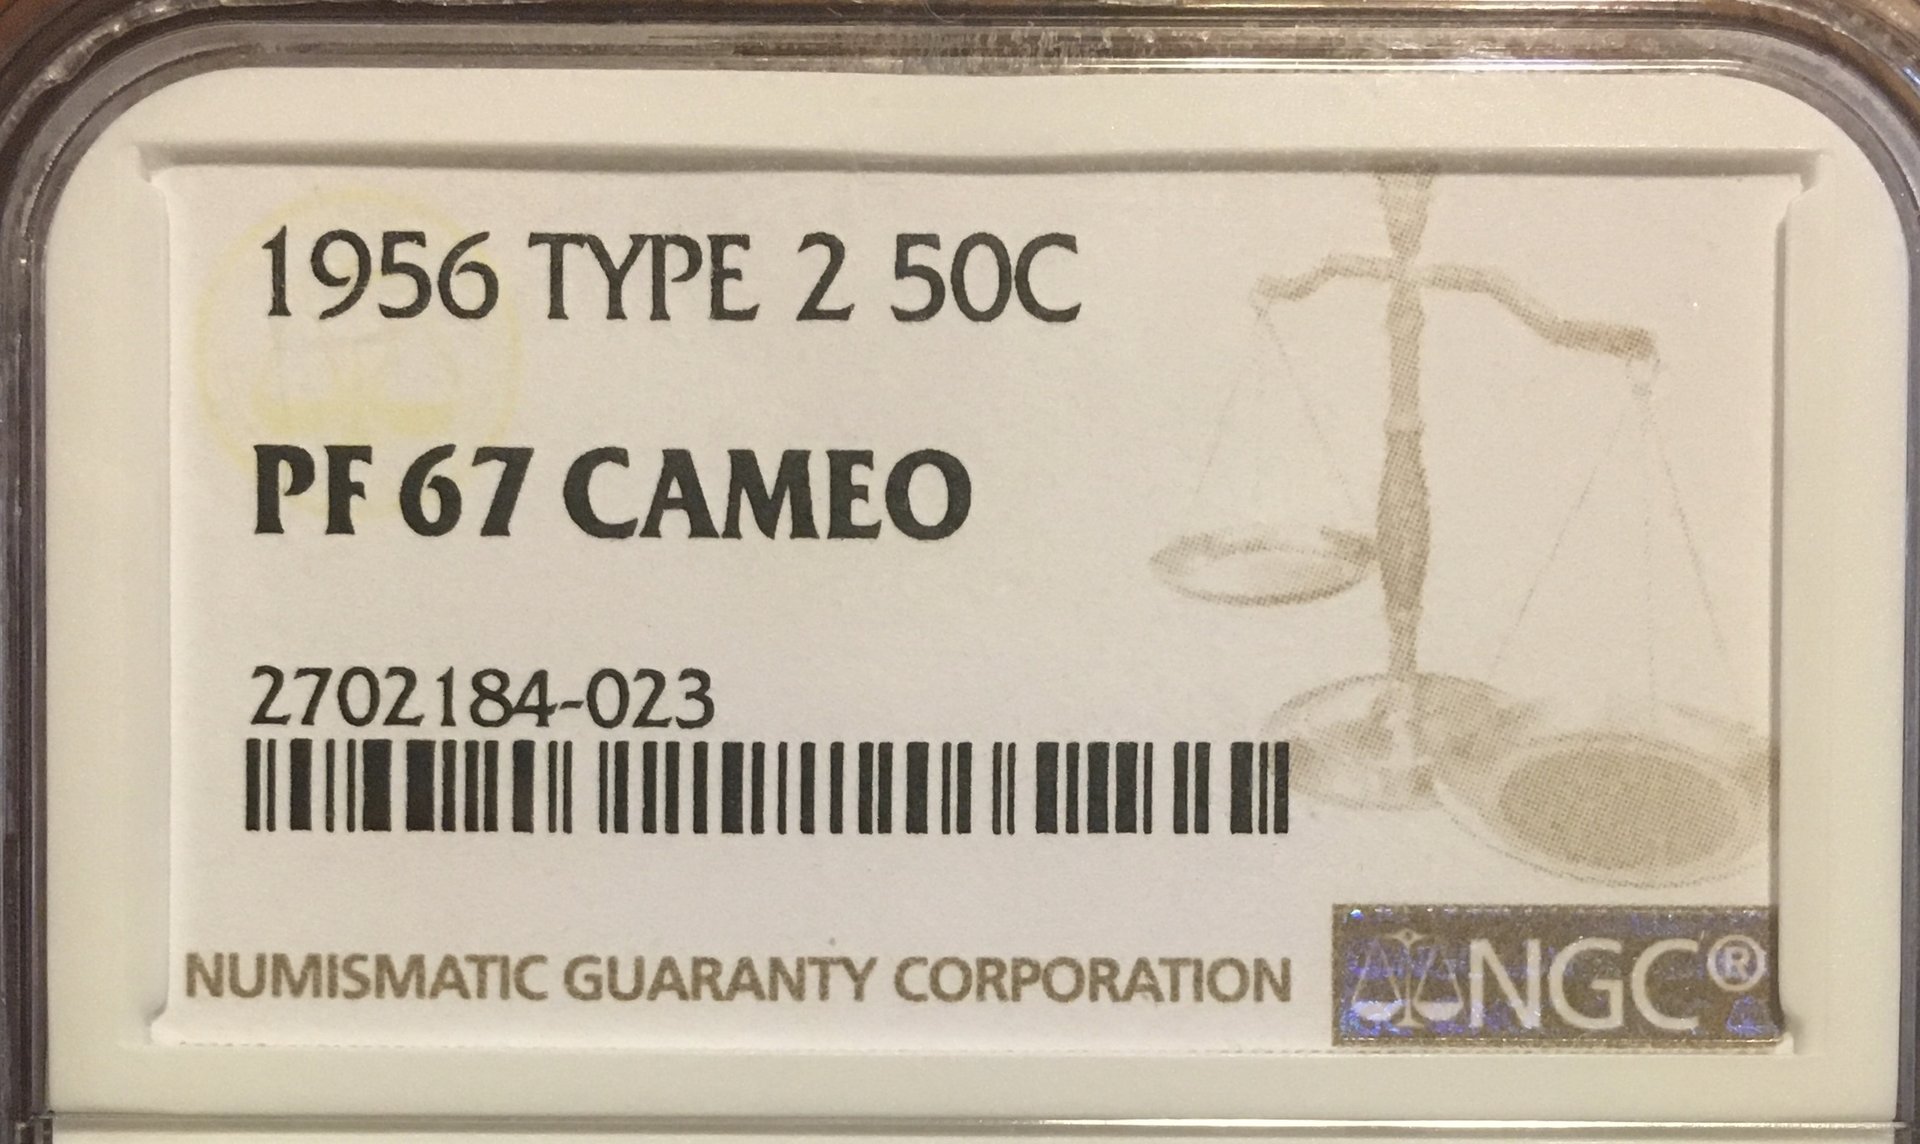 1956 TYPE 2 50C
PF 67 CAMEO
2702184-023
NUMISMATIC GUARANTY CORPORATION
NGC®